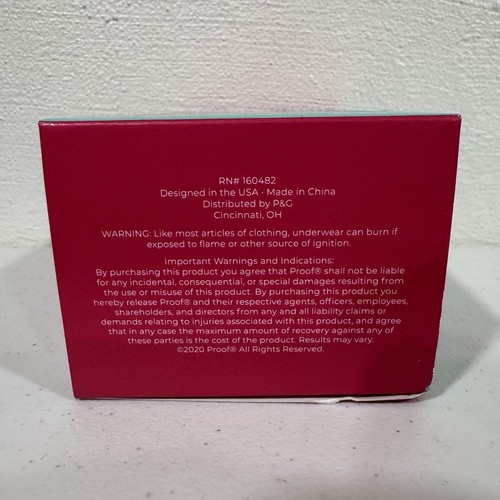 RN# 160482
Designed in the USA · Made in China
Distributed by P&G
Cincinnati, OH
WARNING: Like most articles of clothing, underwear can burn if
exposed to flame or other source of ignition.
Important Warnings and Indications:
By purchasing this product you agree that Proof® shall not be liable
for any incidental, consequential, or special damages resulting from
the use or misuse of this product. By purchasing this product you
hereby release Proof® and their respective agents, officers, employees,
shareholders, and directors from any and all liability claims or
demands relating to injuries associated with this product, and agree
that in any case the maximum amount of recovery against any of
these parties is the cost of the product. Results may vary.
©2020 Proof® All Rights Reserved.